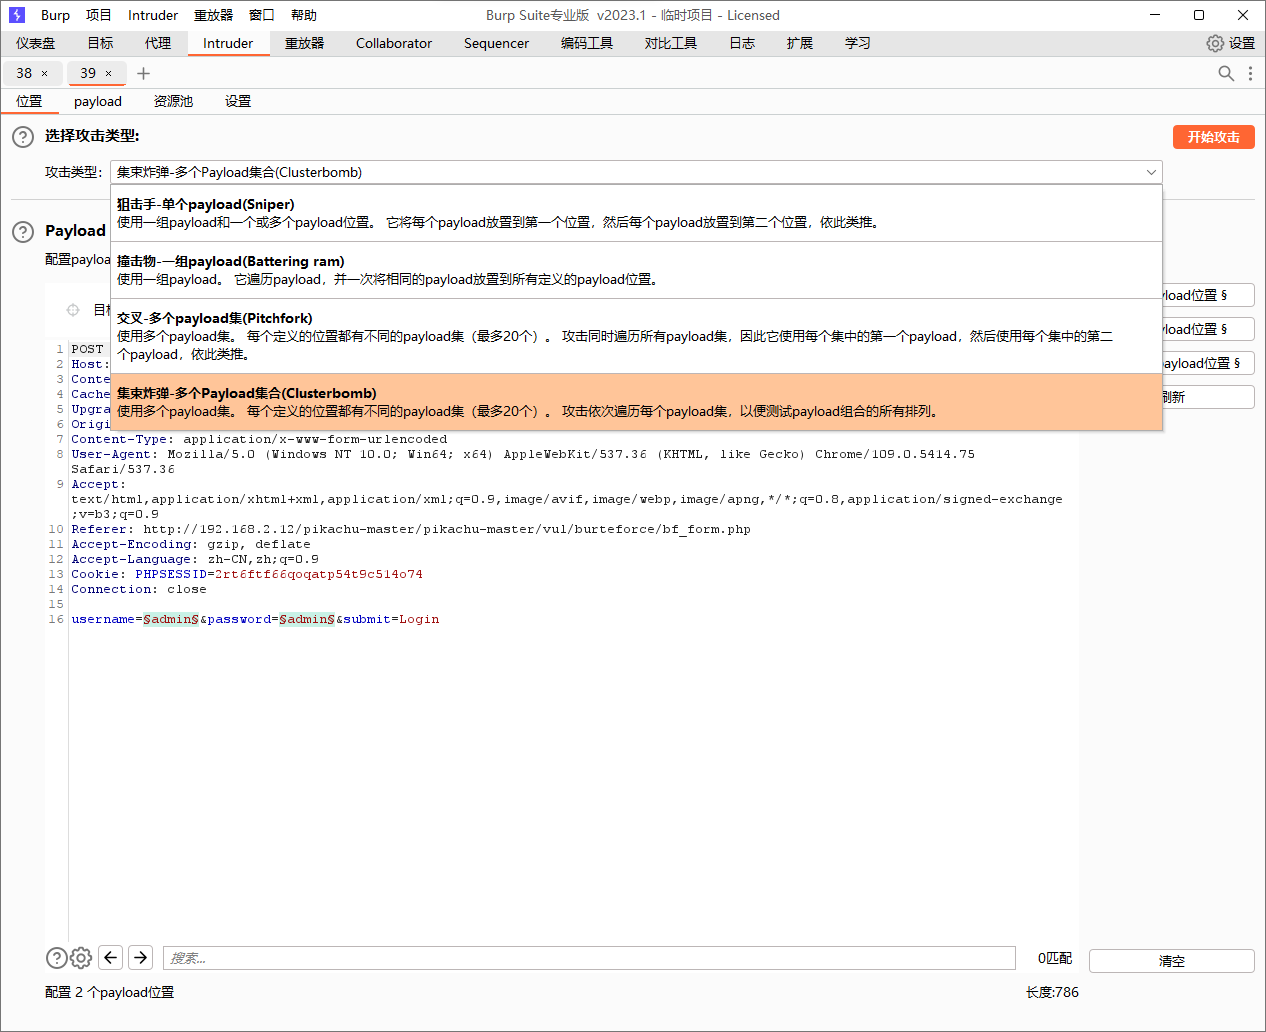 Burp 项目 Intruder 重放器 窗口 帮助 Burp Suite专业版 v2023.1 - 临时项目 - Licensed
仪表盘 目标 代理 Intruder 重放器 Collaborator Sequencer 编码工具 对比工具 日志 扩展 学习 设置
38 × 39 × +
位置 payload 资源池 设置
选择攻击类型: 开始攻击
攻击类型: 集束炸弹-多个Payload集合(Clusterbomb)
狙击手-单个payload(Sniper)
使用一组payload和一个或多个payload位置。 它将每个payload放置到第一个位置，然后每个payload放置到第二个位置，依此类推。
撞击物-一组payload(Battering ram)
使用一组payload。 它遍历payload，并一次将相同的payload放置到所有定义的payload位置。
交叉-多个payload集(Pitchfork)
使用多个payload集。 每个定义的位置都有不同的payload集（最多20个）。 攻击同时遍历所有payload集，因此它使用每个集中的第一个payload，然后使用每个集中的第二
个payload，依此类推。
集束炸弹-多个Payload集合(Clusterbomb)
使用多个payload集。 每个定义的位置都有不同的payload集（最多20个）。 攻击依次遍历每个payload集，以便测试payload组合的所有排列。
Payload
配置payloa
目标
load位置 §
load位置 §
ayload位置 §
刷新
1 POST
2 Host:
3 Conte
4 Cache
5 Upgra
6 Origi
7 Content-Type: application/x-www-form-urlencoded
8 User-Agent: Mozilla/5.0 (Windows NT 10.0; Win64; x64) AppleWebKit/537.36 (KHTML, like Gecko) Chrome/109.0.5414.75
Safari/537.36
9 Accept:
text/html,application/xhtml+xml,application/xml;q=0.9,image/avif,image/webp,image/apng,*/*;q=0.8,application/signed-exchange
;v=b3;q=0.9
10 Referer: http://192.168.2.12/pikachu-master/pikachu-master/vul/burteforce/bf_form.php
11 Accept-Encoding: gzip, deflate
12 Accept-Language: zh-CN,zh;q=0.9
13 Cookie: PHPSESSID=2rt6ftf66qoqatp54t9c514o74
14 Connection: close
15
16 username=§admin§&password=§admin§&submit=Login
搜索... 0匹配 清空
配置 2 个payload位置 长度:786